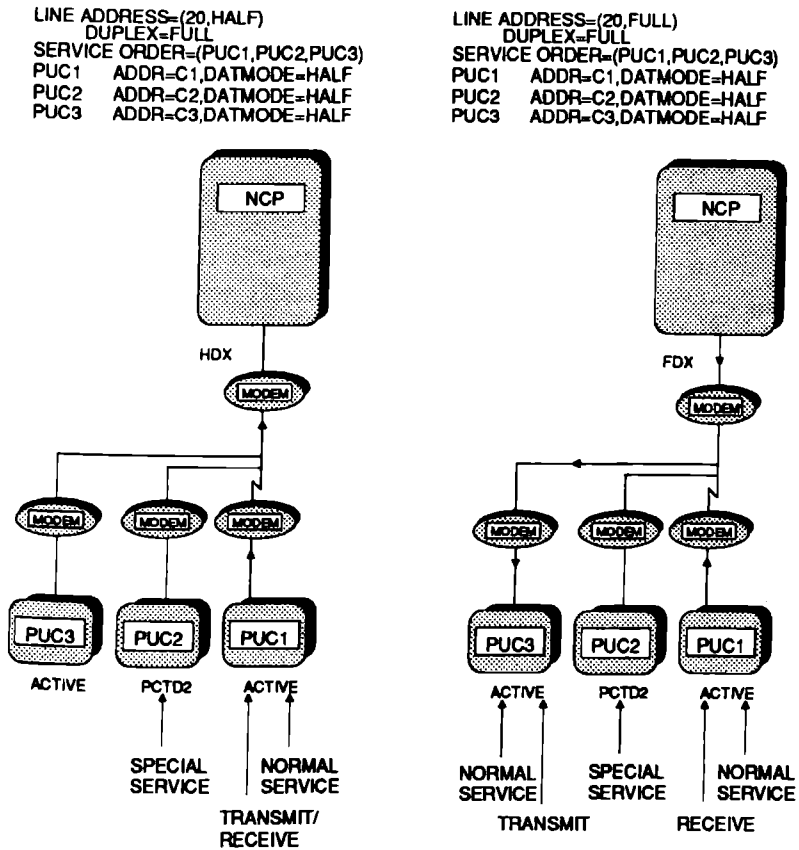 LINE ADDRESS=(20,HALF)
DUPLEX=FULL
SERVICE ORDER=(PUC1,PUC2,PUC3)
PUC1 ADDR=C1,DATMODE=HALF
PUC2 ADDR=C2,DATMODE=HALF
PUC3 ADDR=C3,DATMODE=HALF
NCP
HDX
MODEM
MODEM
MODEM
MODEM
PUC3
PUC2
PUC1
ACTIVE
PCTD2
ACTIVE
SPECIAL
SERVICE
NORMAL
SERVICE
TRANSMIT/
RECEIVE
LINE ADDRESS=(20,FULL)
DUPLEX=FULL
SERVICE ORDER=(PUC1,PUC2,PUC3)
PUC1 ADDR=C1,DATMODE=HALF
PUC2 ADDR=C2,DATMODE=HALF
PUC3 ADDR=C3,DATMODE=HALF
NCP
FDX
MODEM
MODEM
MODEM
MODEM
PUC3
PUC2
PUC1
ACTIVE
PCTD2
ACTIVE
NORMAL
SERVICE
SPECIAL
SERVICE
NORMAL
SERVICE
TRANSMIT
RECEIVE